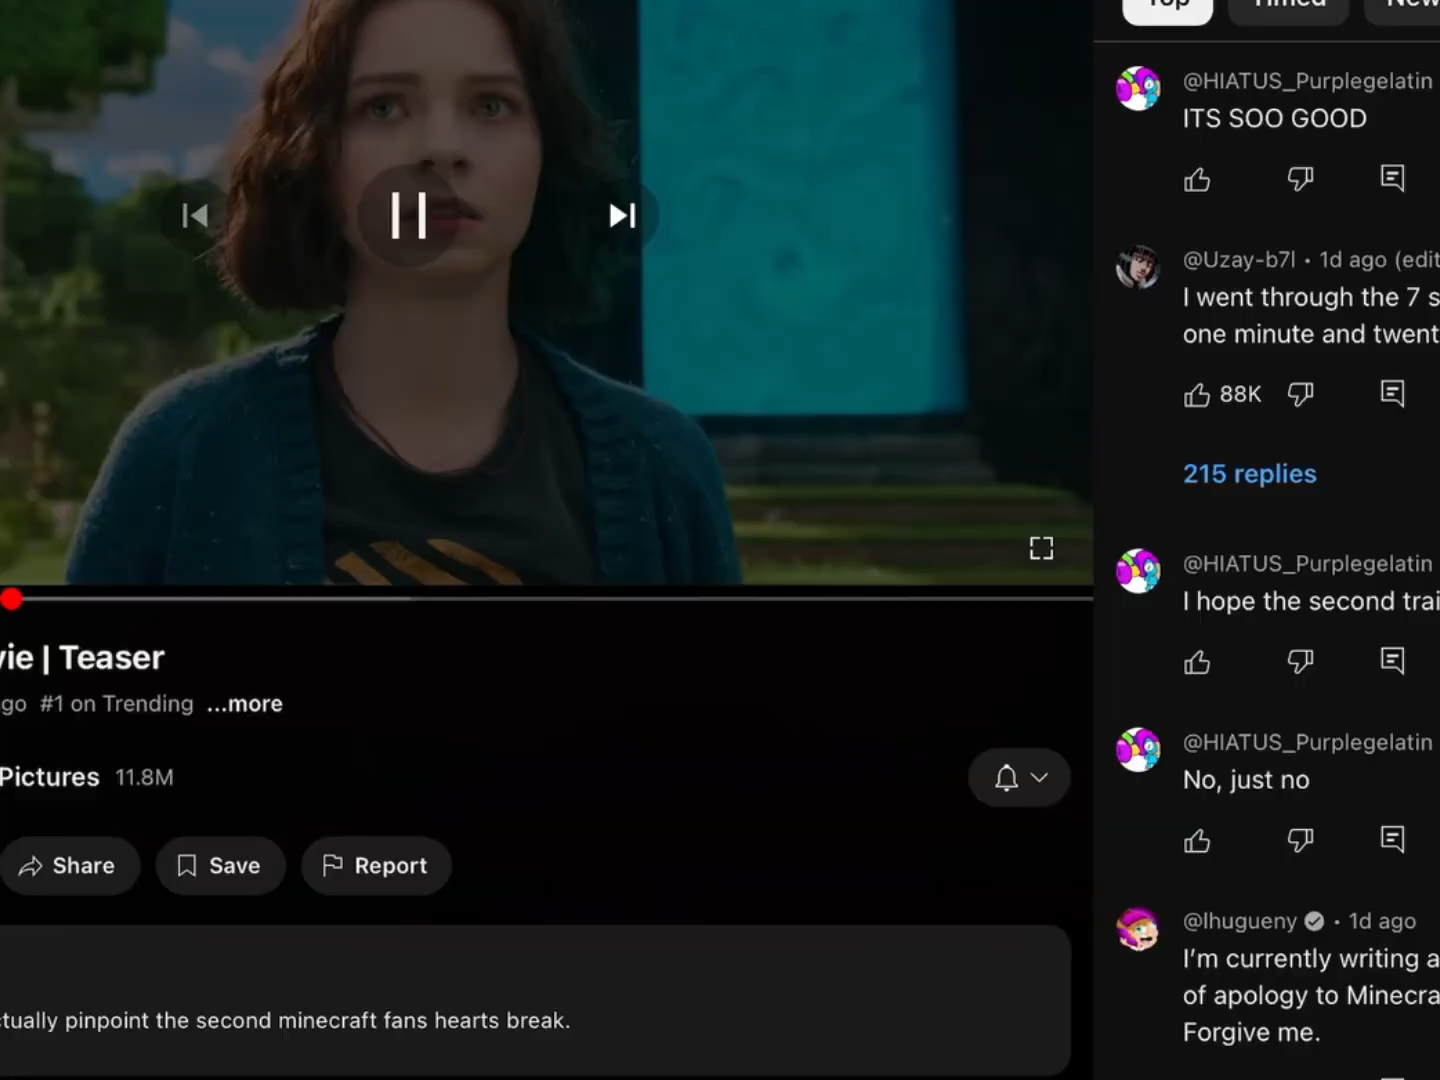 Top Timed New
@HIATUS_Purplegelatin
ITS SOO GOOD
@Uzay-b7l • 1d ago (edit
I went through the 7 s
one minute and twent
88K
215 replies
@HIATUS_Purplegelatin
I hope the second trai
@HIATUS_Purplegelatin
No, just no
@lhugueny • 1d ago
I'm currently writing a
of apology to Minecra
Forgive me.
vie | Teaser
go #1 on Trending ...more
Pictures 11.8M
Share Save Report
ctually pinpoint the second minecraft fans hearts break.